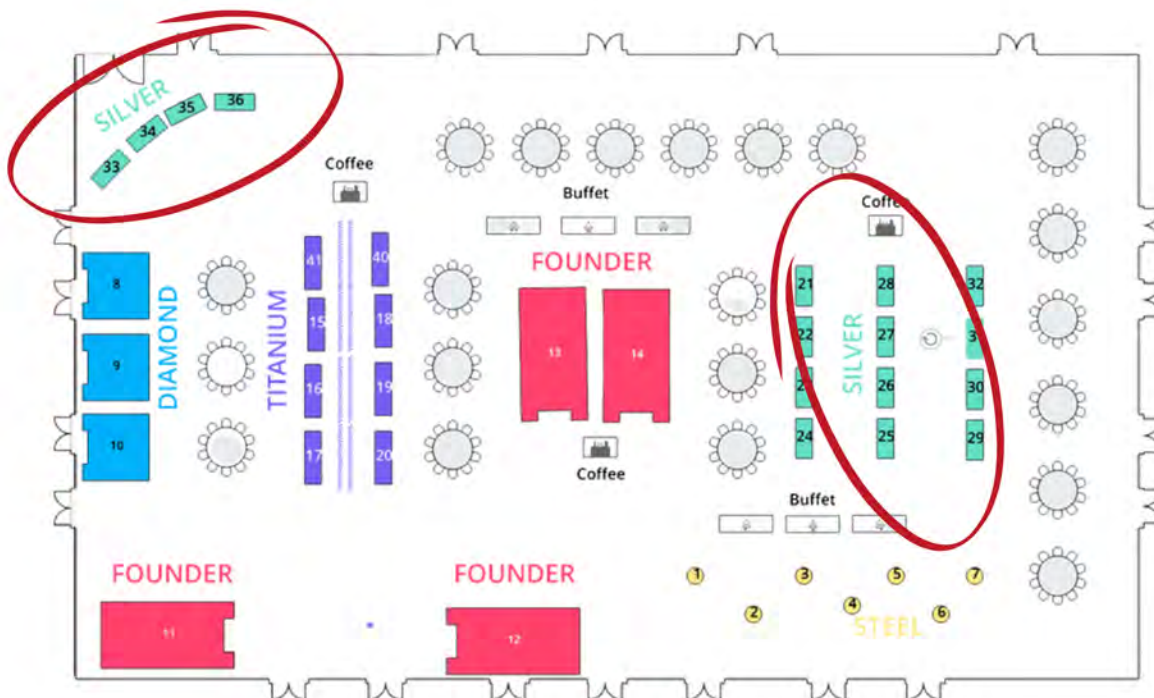 SILVER
36
35
34
33
Coffee
Buffet
Coffee
FOUNDER
8
9
10
DIAMOND
TITANIUM
41
15
16
17
40
18
19
20
13
14
Coffee
21
22
24
SILVER
28
27
26
25
32
30
29
Buffet
FOUNDER
11
FOUNDER
12
1
2
3
4
5
6
7
STEEL